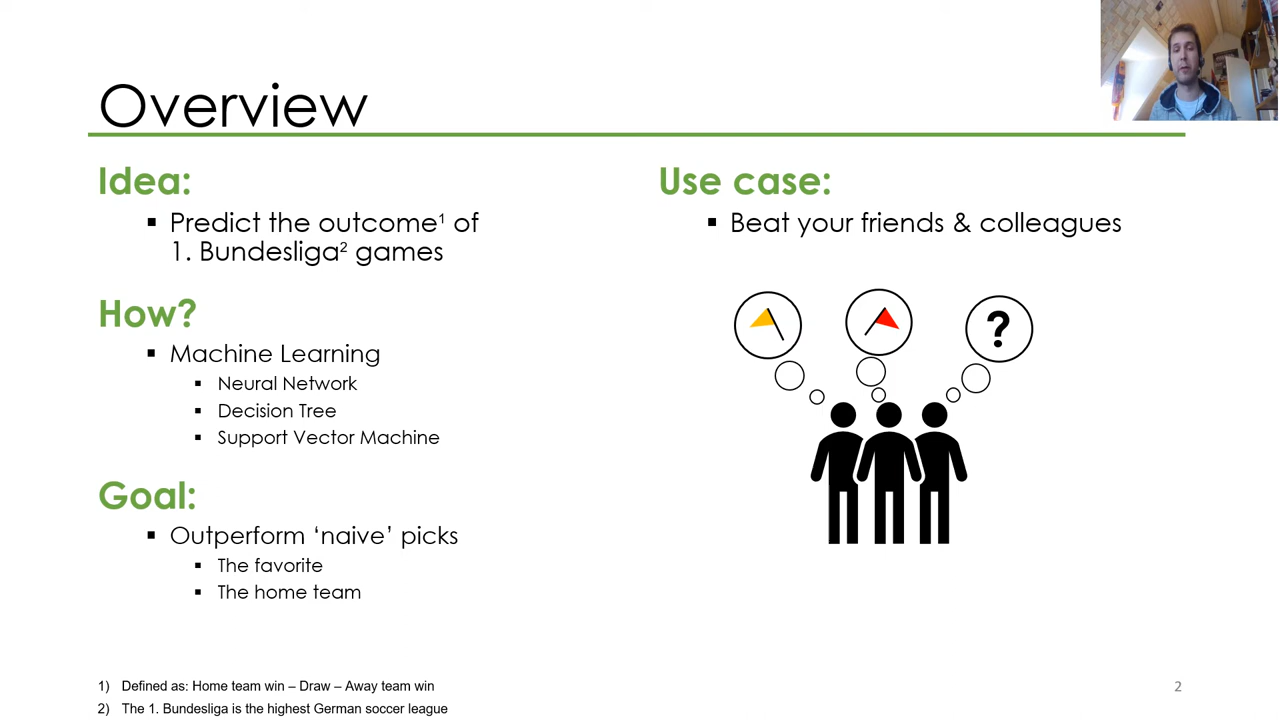 Overview
Idea:
▪ Predict the outcome¹ of
1. Bundesliga² games
How?
▪ Machine Learning
▪ Neural Network
▪ Decision Tree
▪ Support Vector Machine
Goal:
▪ Outperform ‘naive’ picks
▪ The favorite
▪ The home team
Use case:
▪ Beat your friends & colleagues
?
1) Defined as: Home team win – Draw – Away team win
2) The 1. Bundesliga is the highest German soccer league
2